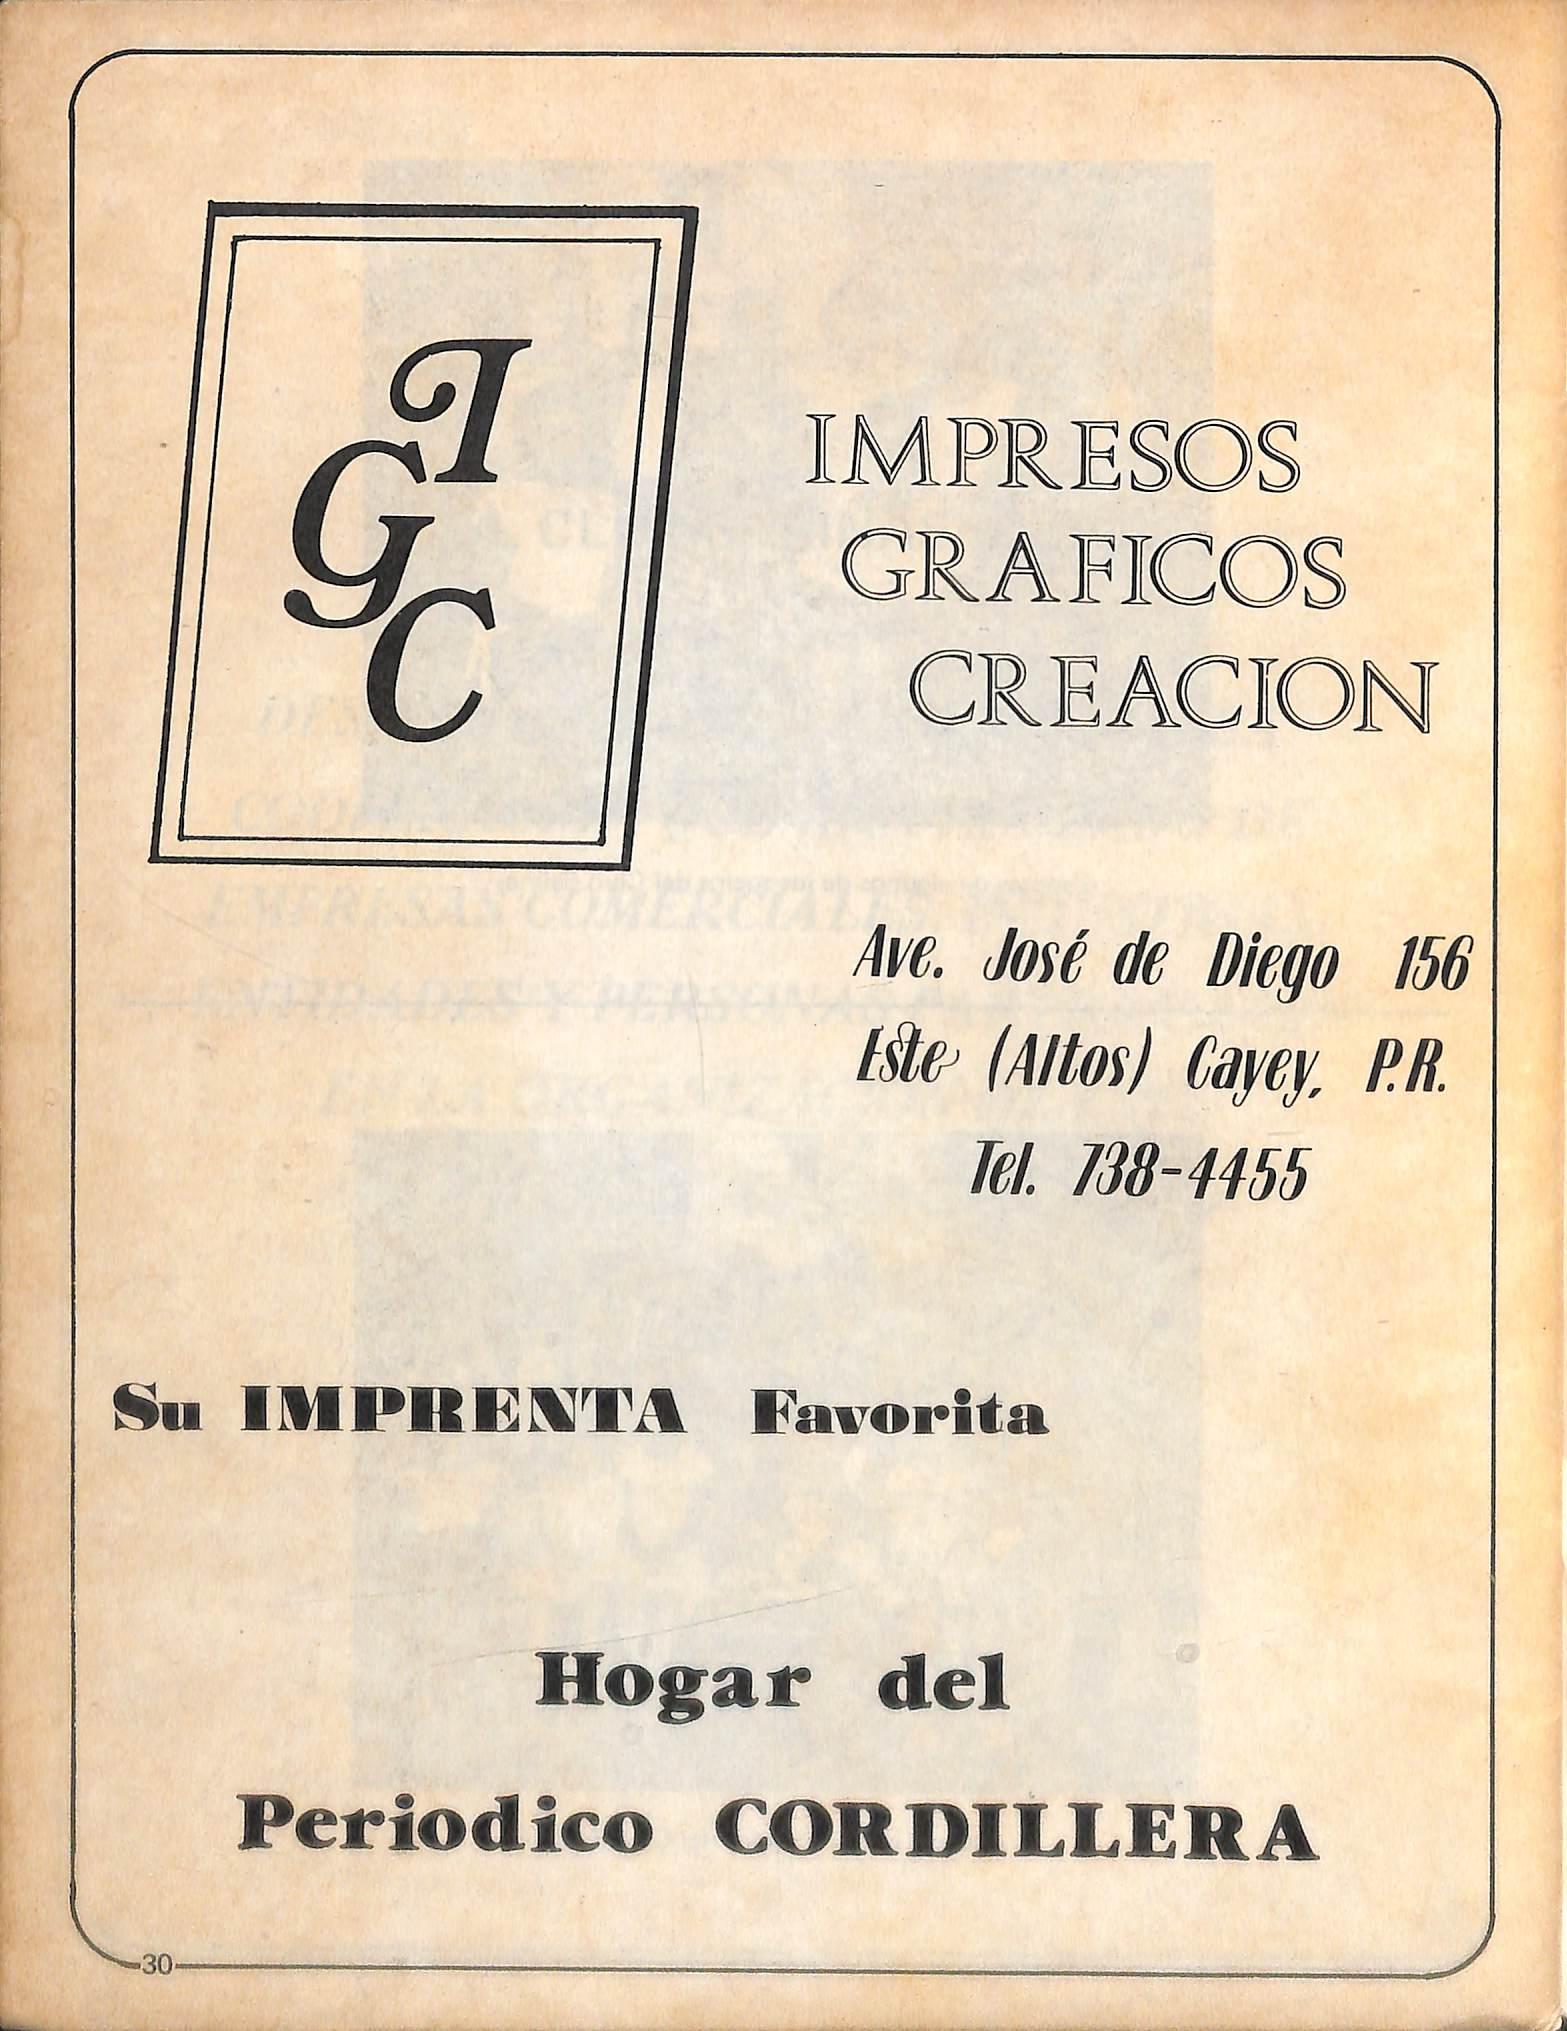 I
G
C
IMPRESOS
GRAFICOS
CREACION
Ave. José de Diego 156
Este (Altos) Cayey, P.R.
Tel. 738-4455
Su IMPRENTA Favorita
Hogar del
Periodico CORDILLERA
30